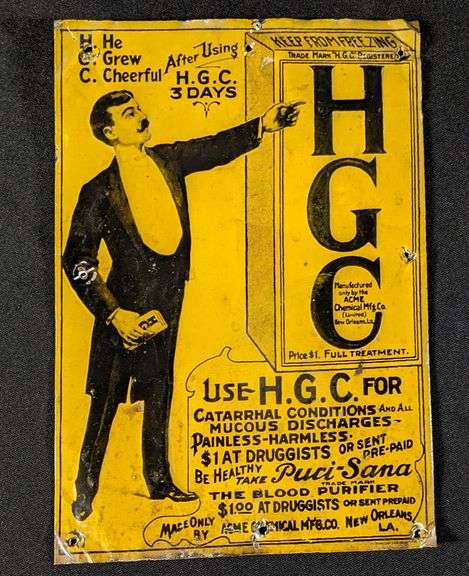 H. He
G. Grew
C. Cheerful
After Using
H.G.C.
3 DAYS
KEEP FROM FREEZING
TRADE MARK "H.G.C." REGISTERED
H
G
C
Manufactured
only by the
ACME
Chemical Mfg. Co.
(Limited)
New Orleans, La.
Price $1. FULL TREATMENT.
USE H.G.C. FOR
CATARRHAL CONDITIONS AND ALL
MUCOUS DISCHARGES-
PAINLESS-HARMLESS.
$1 AT DRUGGISTS OR SENT PRE-PAID
BE HEALTHY TAKE Puri-Sana
TRADE MARK
THE BLOOD PURIFIER
$1.00 AT DRUGGISTS OR SENT PREPAID
MADE ONLY BY ACME CHEMICAL MFG. CO. NEW ORLEANS, LA.